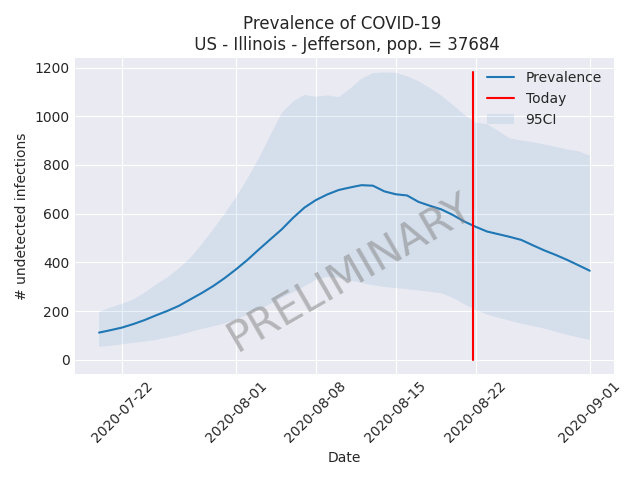 Prevalence of COVID-19
US - Illinois - Jefferson, pop. = 37684
1200
1000
800
600
400
200
0
# undetected infections
Prevalence
Today
95CI
PRELIMINARY
2020-07-22
2020-08-01
2020-08-08
2020-08-15
2020-08-22
2020-09-01
Date